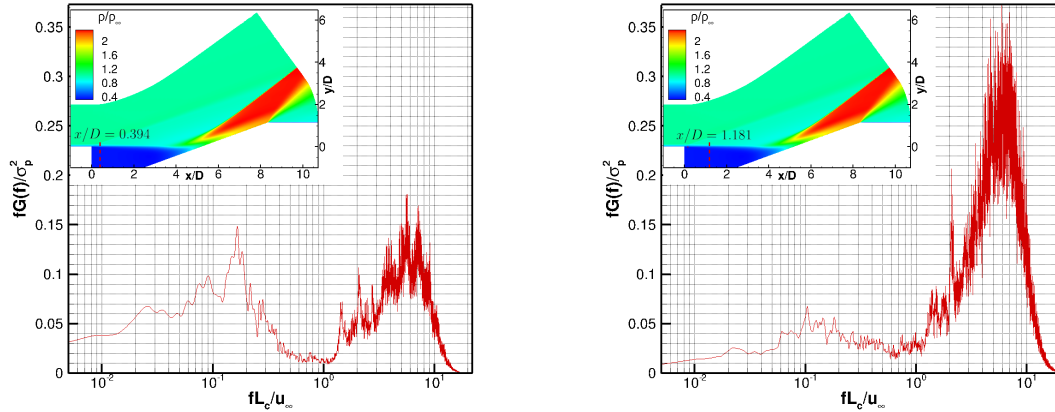 p/p∞
2
1.6
1.2
0.8
0.4
x/D = 0.394
0 2 4 6 8 10
x/D
0
2
4
6
y/D
0.35
0.3
0.25
0.2
0.15
0.1
0.05
0
fG(f)/σ²p
10⁻² 10⁻¹ 10⁰ 10¹
fLc/u∞
p/p∞
2
1.6
1.2
0.8
0.4
x/D = 1.181
0 2 4 6 8 10
x/D
0
2
4
6
y/D
0.35
0.3
0.25
0.2
0.15
0.1
0.05
0
fG(f)/σ²p
10⁻² 10⁻¹ 10⁰ 10¹
fLc/u∞